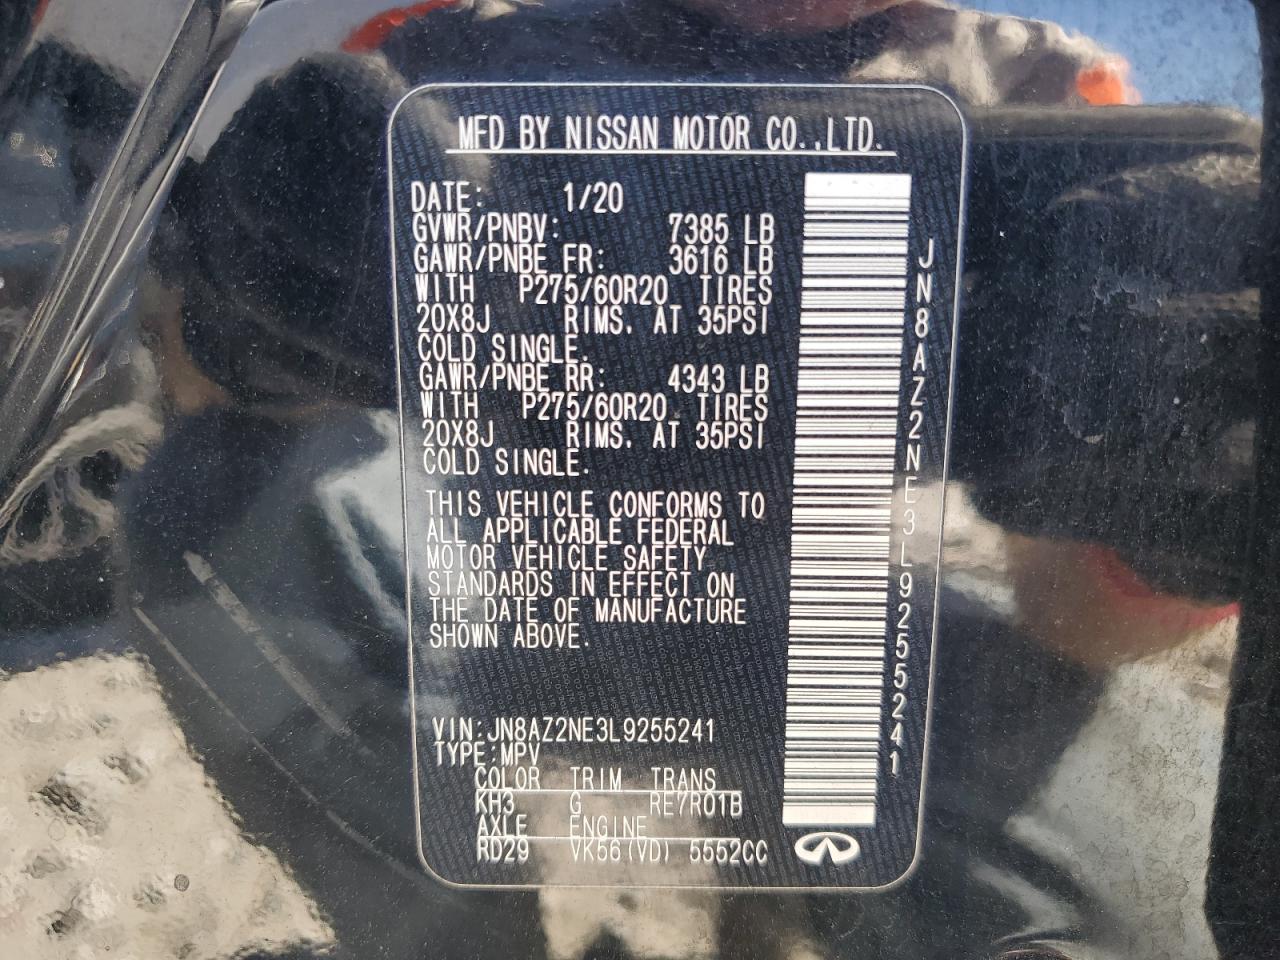 MFD BY NISSAN MOTOR CO.,LTD.
DATE: 1/20
GVWR/PNBV: 7385 LB
GAWR/PNBE FR: 3616 LB
WITH P275/60R20 TIRES
20X8J RIMS. AT 35PSI
COLD SINGLE.
GAWR/PNBE RR: 4343 LB
WITH P275/60R20 TIRES
20X8J RIMS. AT 35PSI
COLD SINGLE.
THIS VEHICLE CONFORMS TO
ALL APPLICABLE FEDERAL
MOTOR VEHICLE SAFETY
STANDARDS IN EFFECT ON
THE DATE OF MANUFACTURE
SHOWN ABOVE.
VIN:JN8AZ2NE3L9255241
TYPE:MPV
COLOR TRIM TRANS
KH3 G RE7R01B
AXLE ENGINE
RD29 VK56(VD) 5552CC
JN8AZ2NE3L9255241